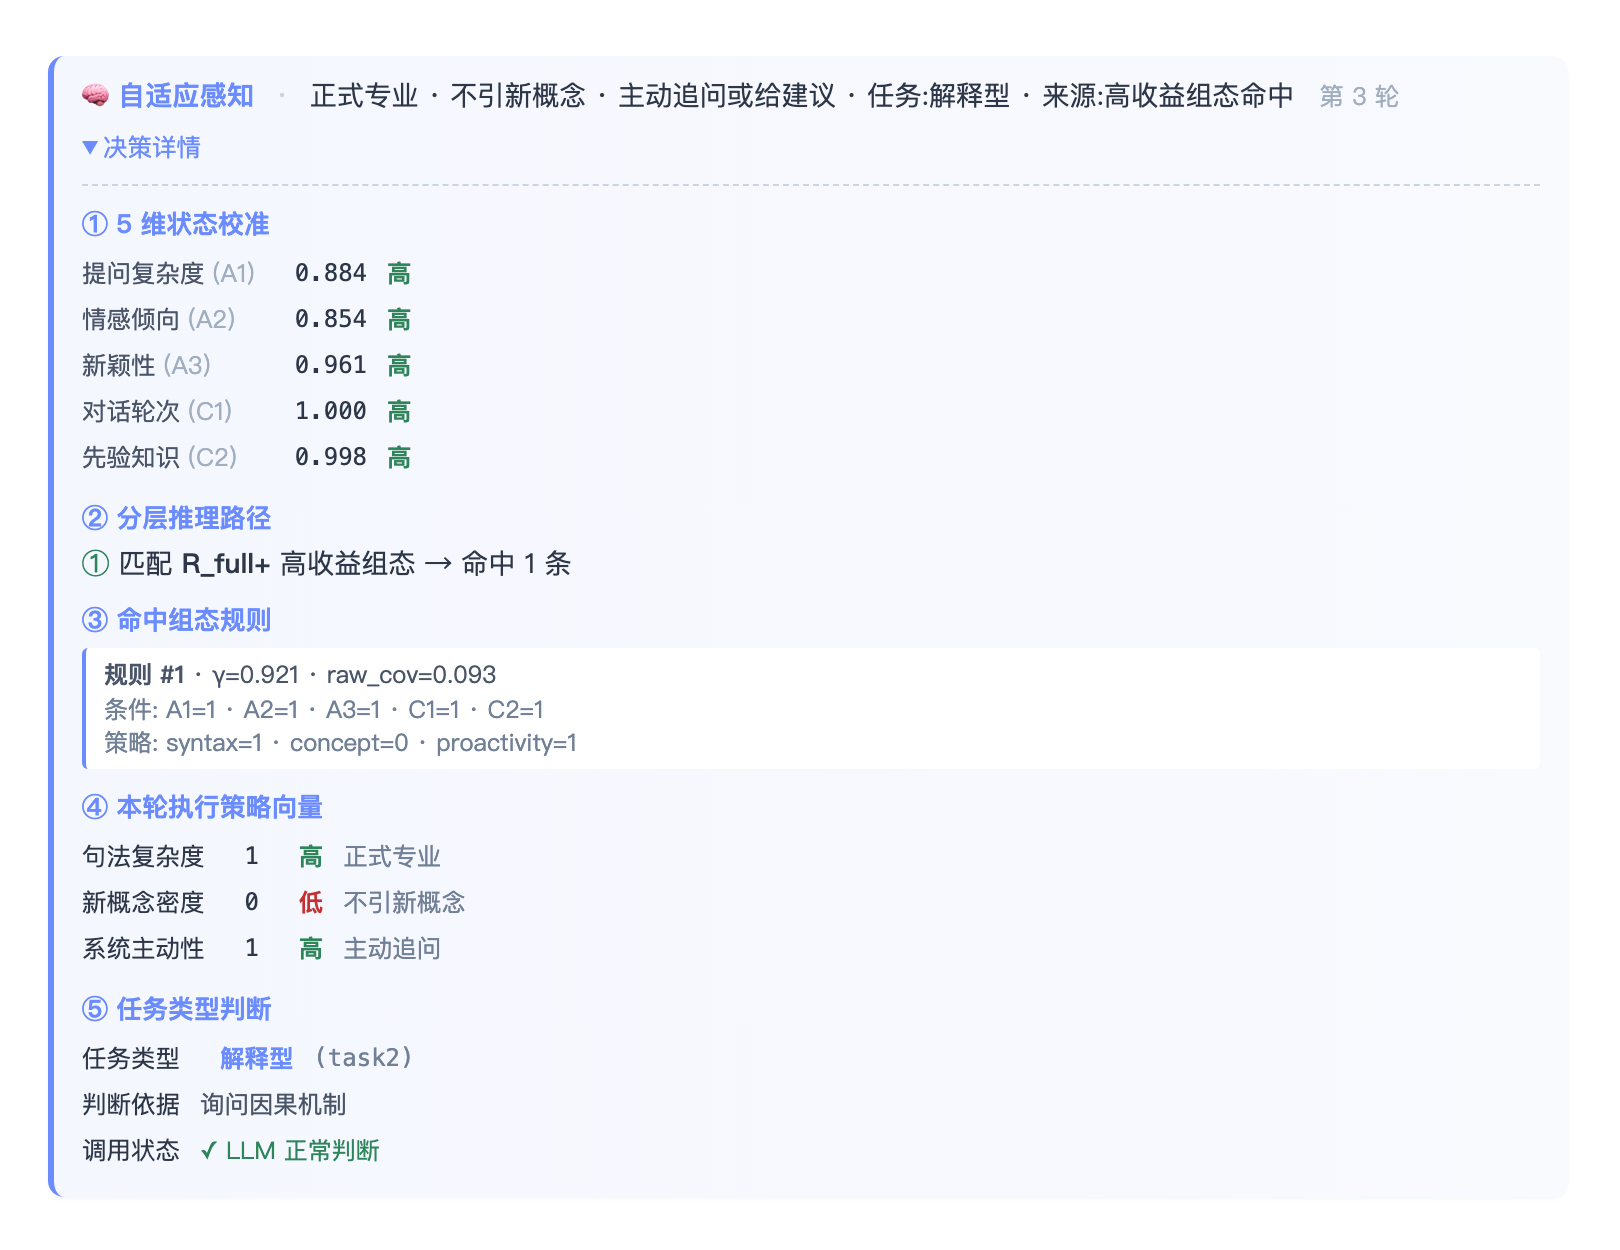 🧠 自适应感知 · 正式专业 · 不引新概念 · 主动追问或给建议 · 任务:解释型 · 来源:高收益组态命中 第 3 轮
▼决策详情
① 5 维状态校准
提问复杂度 (A1) 0.884 高
情感倾向 (A2) 0.854 高
新颖性 (A3) 0.961 高
对话轮次 (C1) 1.000 高
先验知识 (C2) 0.998 高
② 分层推理路径
① 匹配 R_full+ 高收益组态 → 命中 1 条
③ 命中组态规则
规则 #1 · γ=0.921 · raw_cov=0.093
条件: A1=1 · A2=1 · A3=1 · C1=1 · C2=1
策略: syntax=1 · concept=0 · proactivity=1
④ 本轮执行策略向量
句法复杂度 1 高 正式专业
新概念密度 0 低 不引新概念
系统主动性 1 高 主动追问
⑤ 任务类型判断
任务类型 解释型 (task2)
判断依据 询问因果机制
调用状态 ✓ LLM 正常判断